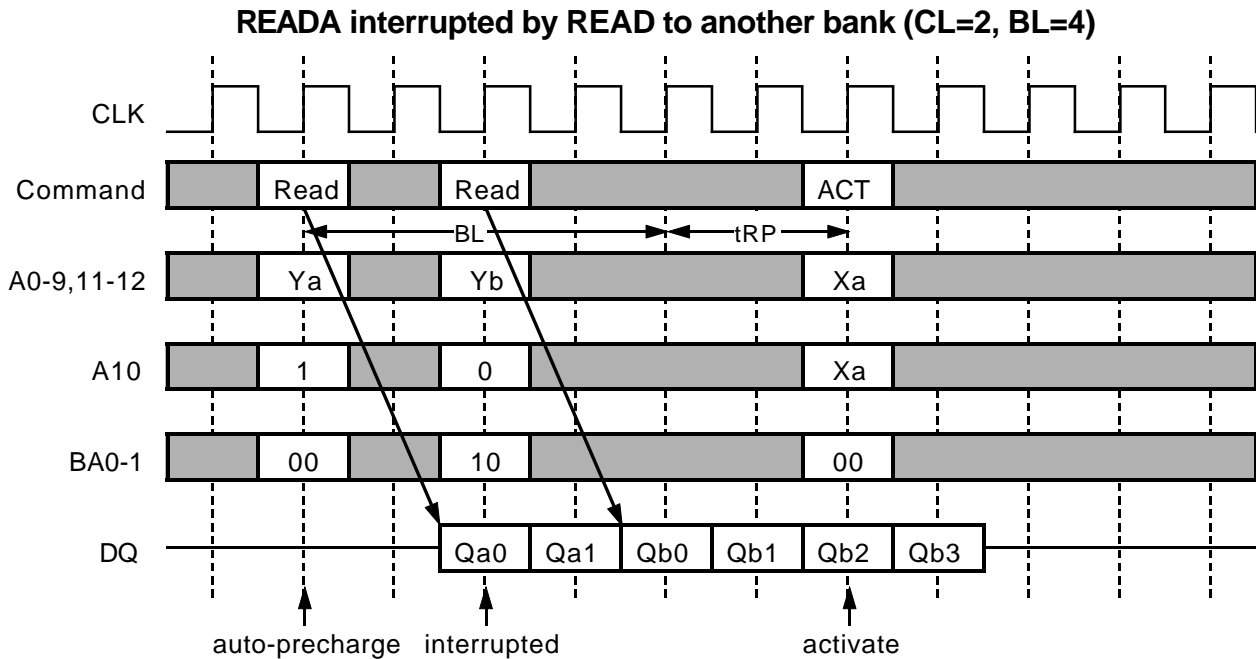 READA interrupted by READ to another bank (CL=2, BL=4)
CLK
Command Read Read ACT
BL tRP
A0-9,11-12 Ya Yb Xa
A10 1 0 Xa
BA0-1 00 10 00
DQ Qa0 Qa1 Qb0 Qb1 Qb2 Qb3
auto-precharge interrupted activate